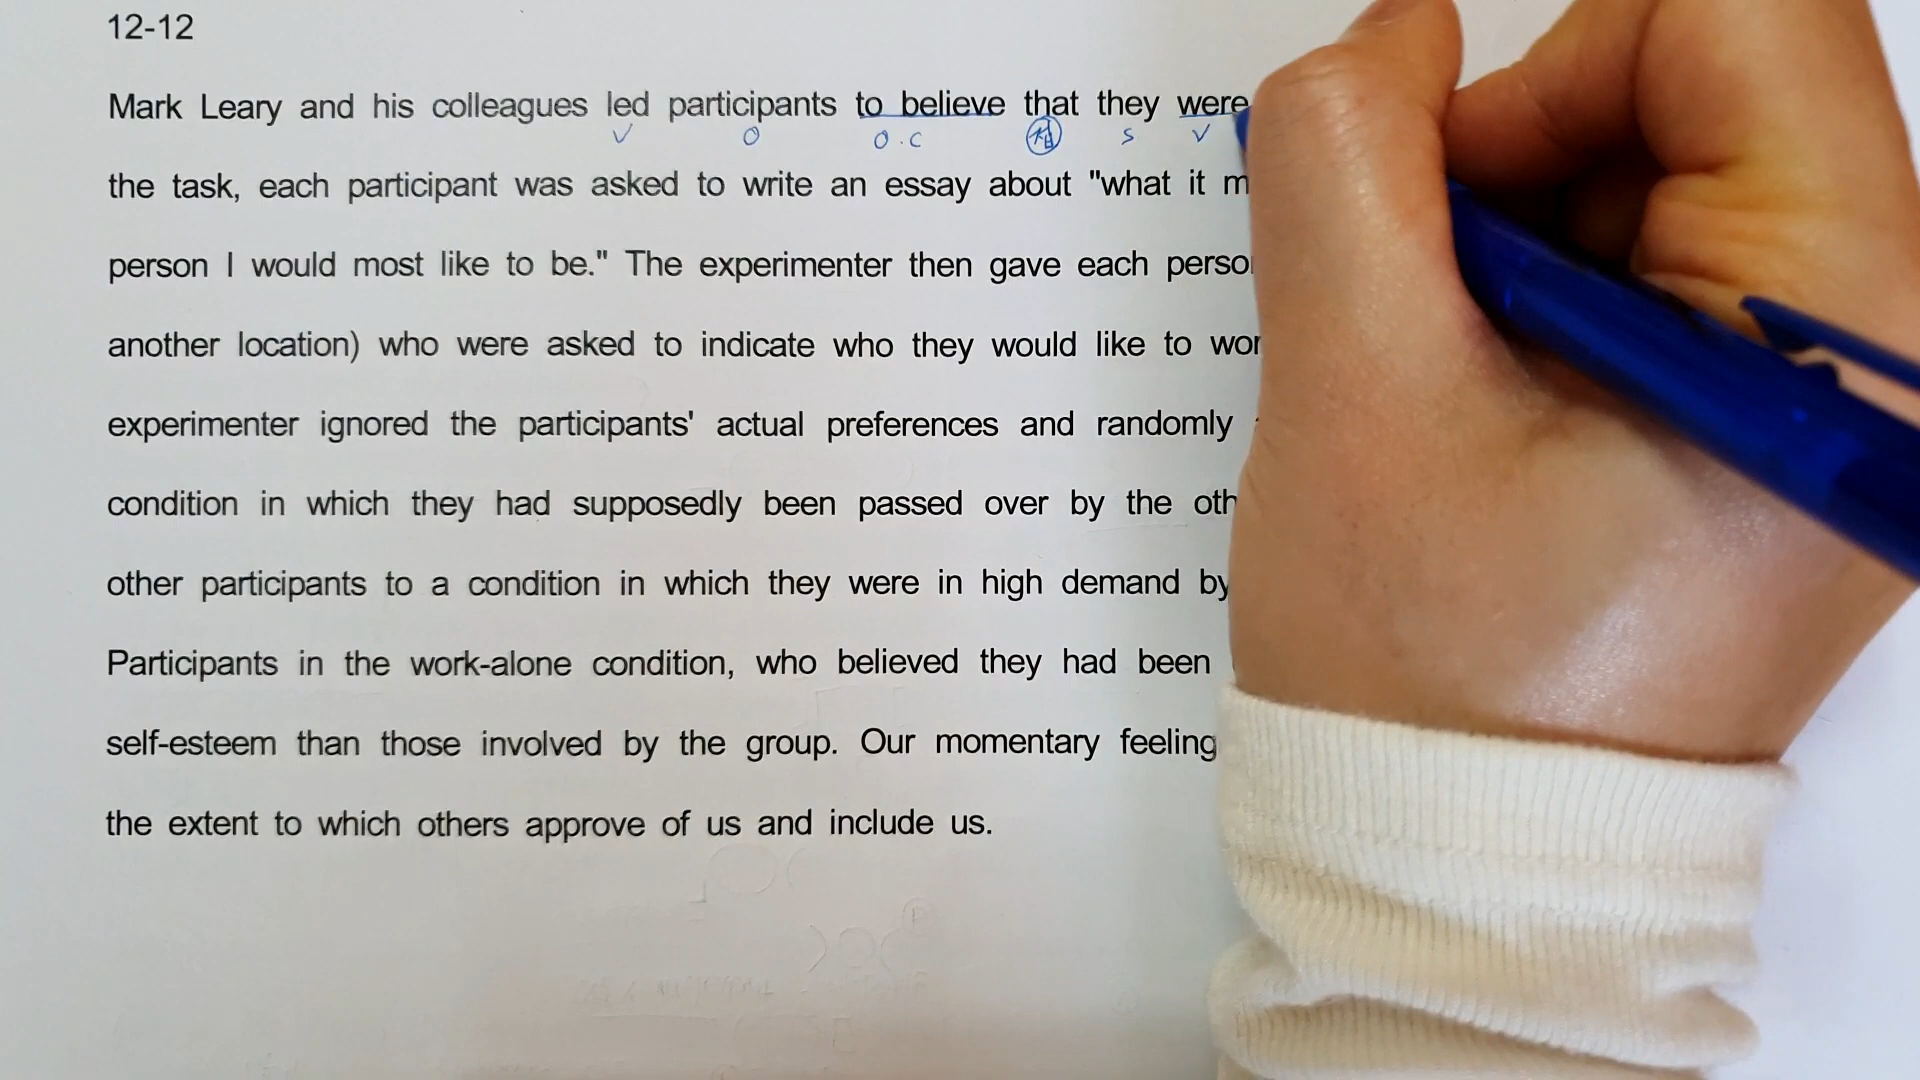 12-12
Mark Leary and his colleagues led participants to believe that they were
V O O.C 접 S V
the task, each participant was asked to write an essay about "what it m
person I would most like to be." The experimenter then gave each perso
another location) who were asked to indicate who they would like to wor
experimenter ignored the participants' actual preferences and randomly
condition in which they had supposedly been passed over by the oth
other participants to a condition in which they were in high demand by
Participants in the work-alone condition, who believed they had been
self-esteem than those involved by the group. Our momentary feeling
the extent to which others approve of us and include us.